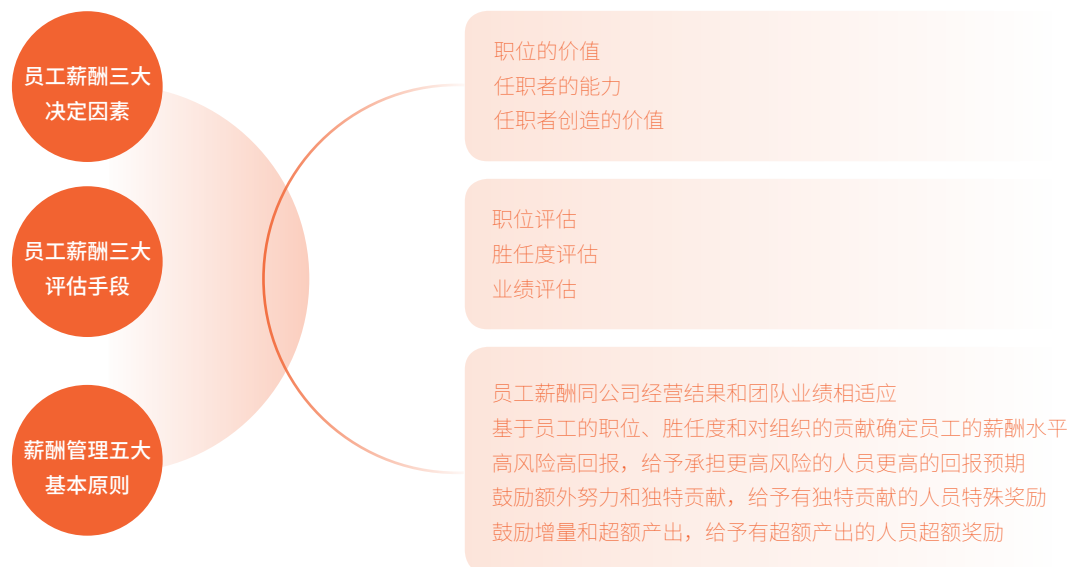 员工薪酬三大
决定因素
职位的价值
任职者的能力
任职者创造的价值
员工薪酬三大
评估手段
职位评估
胜任度评估
业绩评估
薪酬管理五大
基本原则
员工薪酬同公司经营结果和团队业绩相适应
基于员工的职位、胜任度和对组织的贡献确定员工的薪酬水平
高风险高回报，给予承担更高风险的人员更高的回报预期
鼓励额外努力和独特贡献，给予有独特贡献的人员特殊奖励
鼓励增量和超额产出，给予有超额产出的人员超额奖励